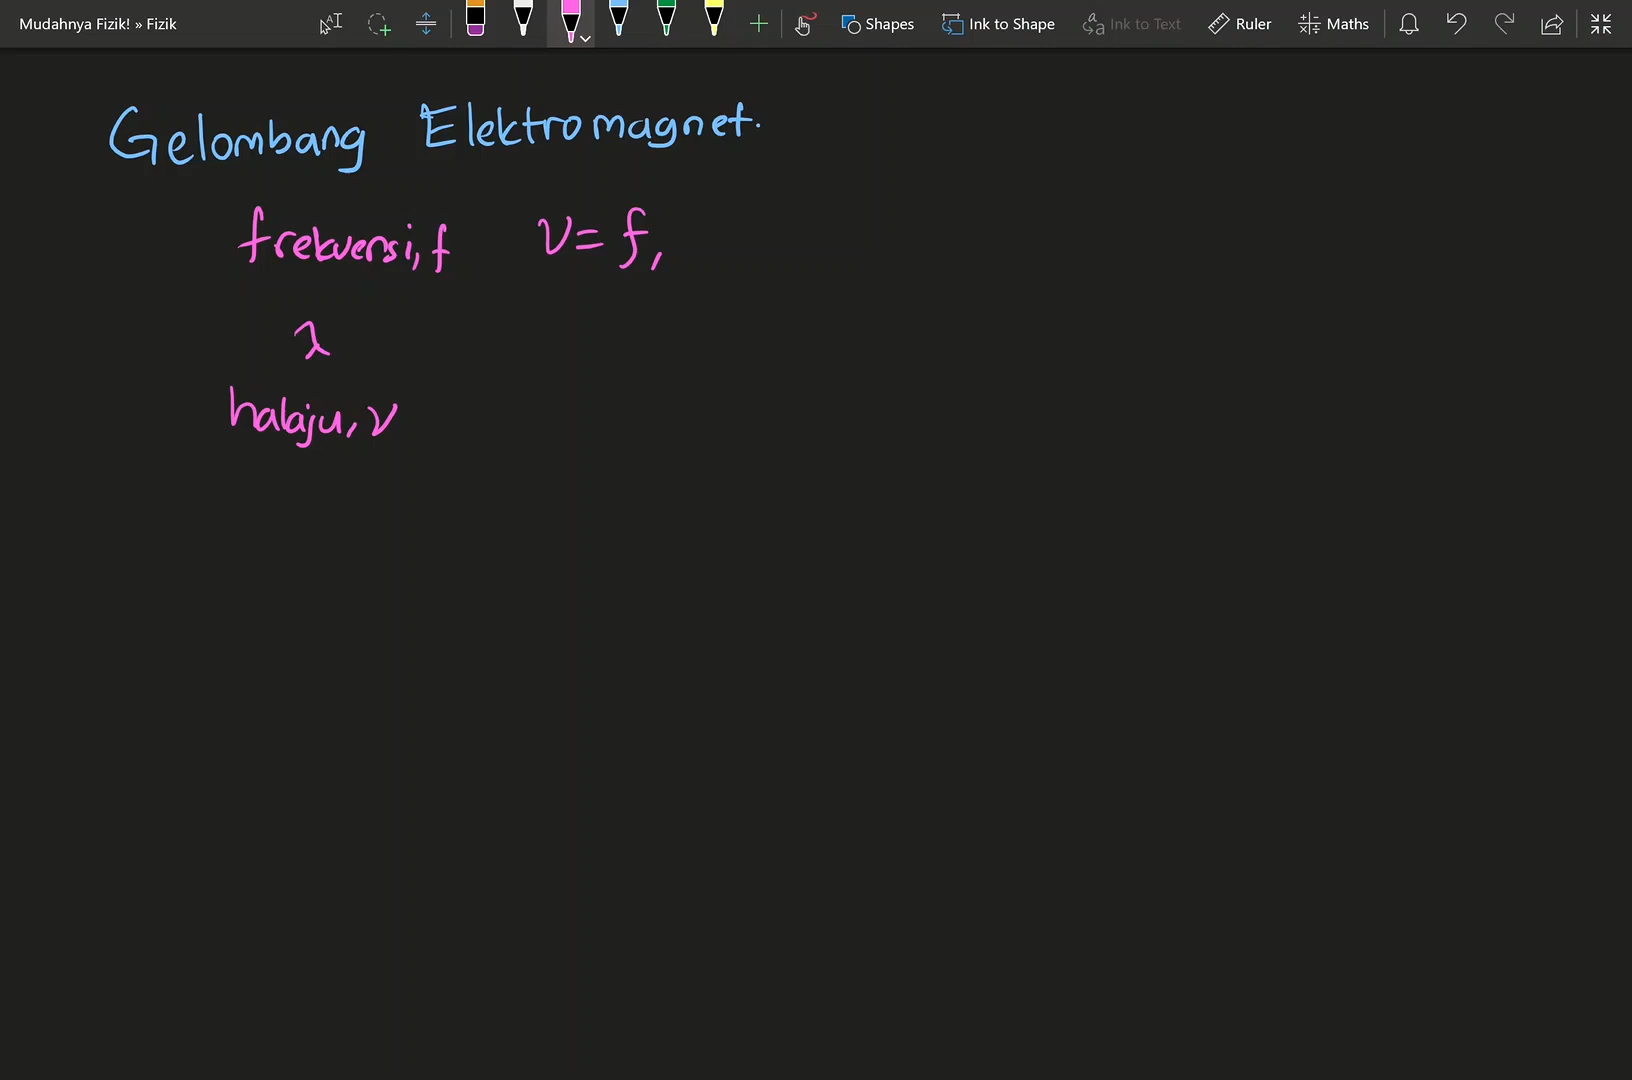 Mudahnya Fizik! » Fizik
Shapes
Ink to Shape
Ink to Text
Ruler
Maths
Gelombang Elektromagnet.
frekuensi, f
v = f,
λ
halaju, v